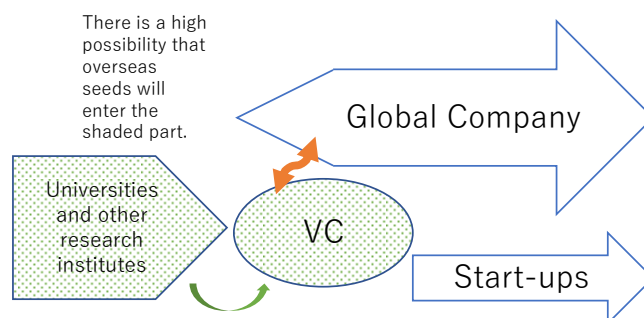 There is a high
possibility that
overseas
seeds will
enter the
shaded part.
Global Company
Universities
and other
research
institutes
VC
Start-ups